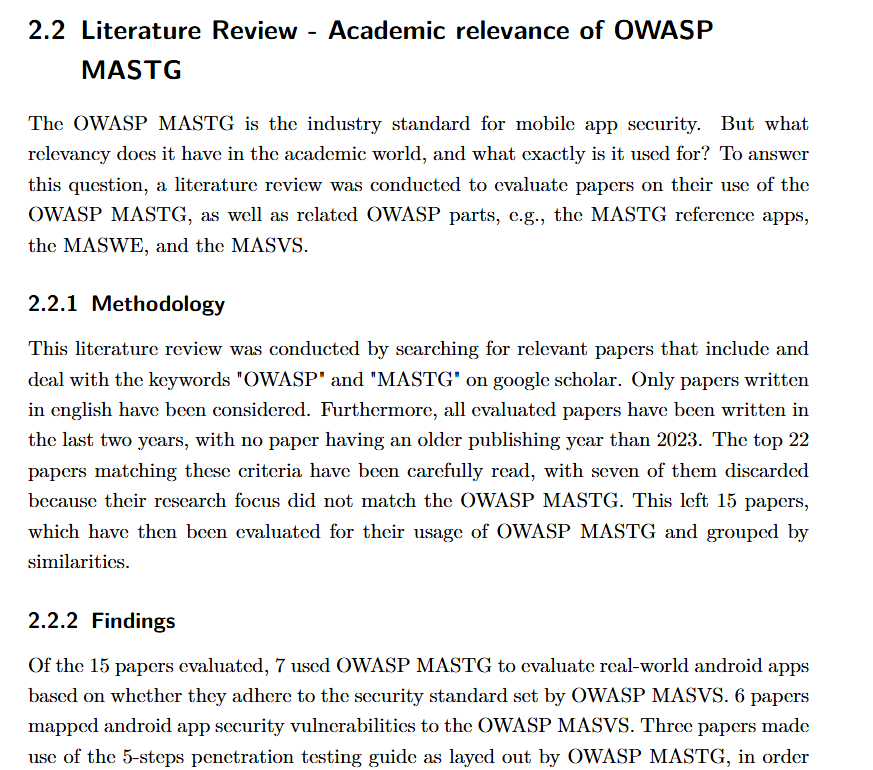 2.2 Literature Review - Academic relevance of OWASP
MASTG
The OWASP MASTG is the industry standard for mobile app security. But what
relevancy does it have in the academic world, and what exactly is it used for? To answer
this question, a literature review was conducted to evaluate papers on their use of the
OWASP MASTG, as well as related OWASP parts, e.g., the MASTG reference apps,
the MASWE, and the MASVS.
2.2.1 Methodology
This literature review was conducted by searching for relevant papers that include and
deal with the keywords "OWASP" and "MASTG" on google scholar. Only papers written
in english have been considered. Furthermore, all evaluated papers have been written in
the last two years, with no paper having an older publishing year than 2023. The top 22
papers matching these criteria have been carefully read, with seven of them discarded
because their research focus did not match the OWASP MASTG. This left 15 papers,
which have then been evaluated for their usage of OWASP MASTG and grouped by
similarities.
2.2.2 Findings
Of the 15 papers evaluated, 7 used OWASP MASTG to evaluate real-world android apps
based on whether they adhere to the security standard set by OWASP MASVS. 6 papers
mapped android app security vulnerabilities to the OWASP MASVS. Three papers made
use of the 5-steps penetration testing guide as layed out by OWASP MASTG, in order